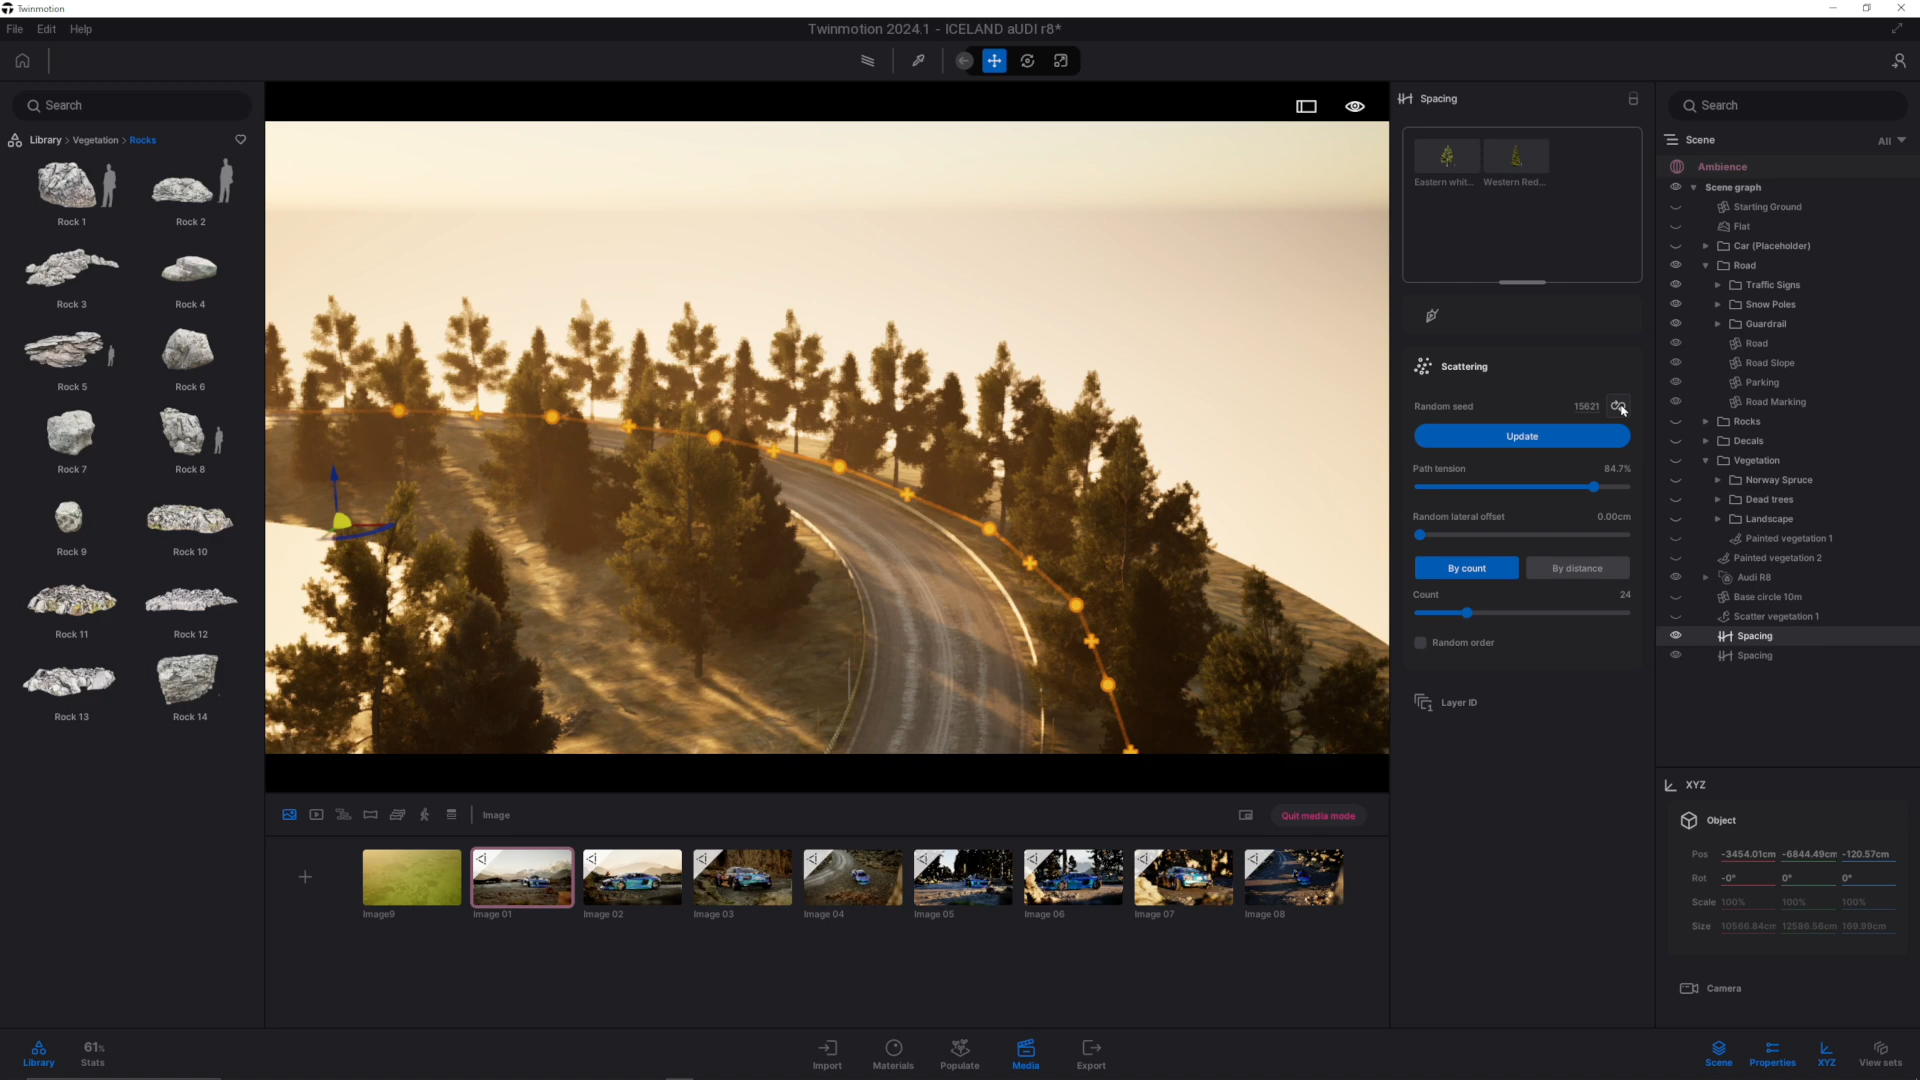 Twinmotion
File Edit Help
Twinmotion 2024.1 - ICELAND aUDI r8*
Search
Library > Vegetation > Rocks
Rock 1
Rock 2
Rock 3
Rock 4
Rock 5
Rock 6
Rock 7
Rock 8
Rock 9
Rock 10
Rock 11
Rock 12
Rock 13
Rock 14
Library
61%
Stats
Image
Quit media mode
Image9
Image 01
Image 02
Image 03
Image 04
Image 05
Image 06
Image 07
Image 08
Import
Materials
Populate
Media
Export
Spacing
Eastern whit...
Western Red...
Scattering
Random seed 15621
Update
Path tension 84.7%
Random lateral offset 0.00cm
By count
By distance
Count 24
Random order
Layer ID
Search
Scene
All
Ambience
Scene graph
Starting Ground
Flat
Car (Placeholder)
Road
Traffic Signs
Snow Poles
Guardrail
Road
Road Slope
Parking
Road Marking
Rocks
Decals
Vegetation
Norway Spruce
Dead trees
Landscape
Painted vegetation 1
Painted vegetation 2
Audi R8
Base circle 10m
Scatter vegetation 1
Spacing
Spacing
XYZ
Object
Pos -3454.01cm -6844.49cm -120.57cm
Rot -0° 0° 0°
Scale 100% 100% 100%
Size 10566.84cm 12586.56cm 169.99cm
Camera
Scene
Properties
XYZ
View sets